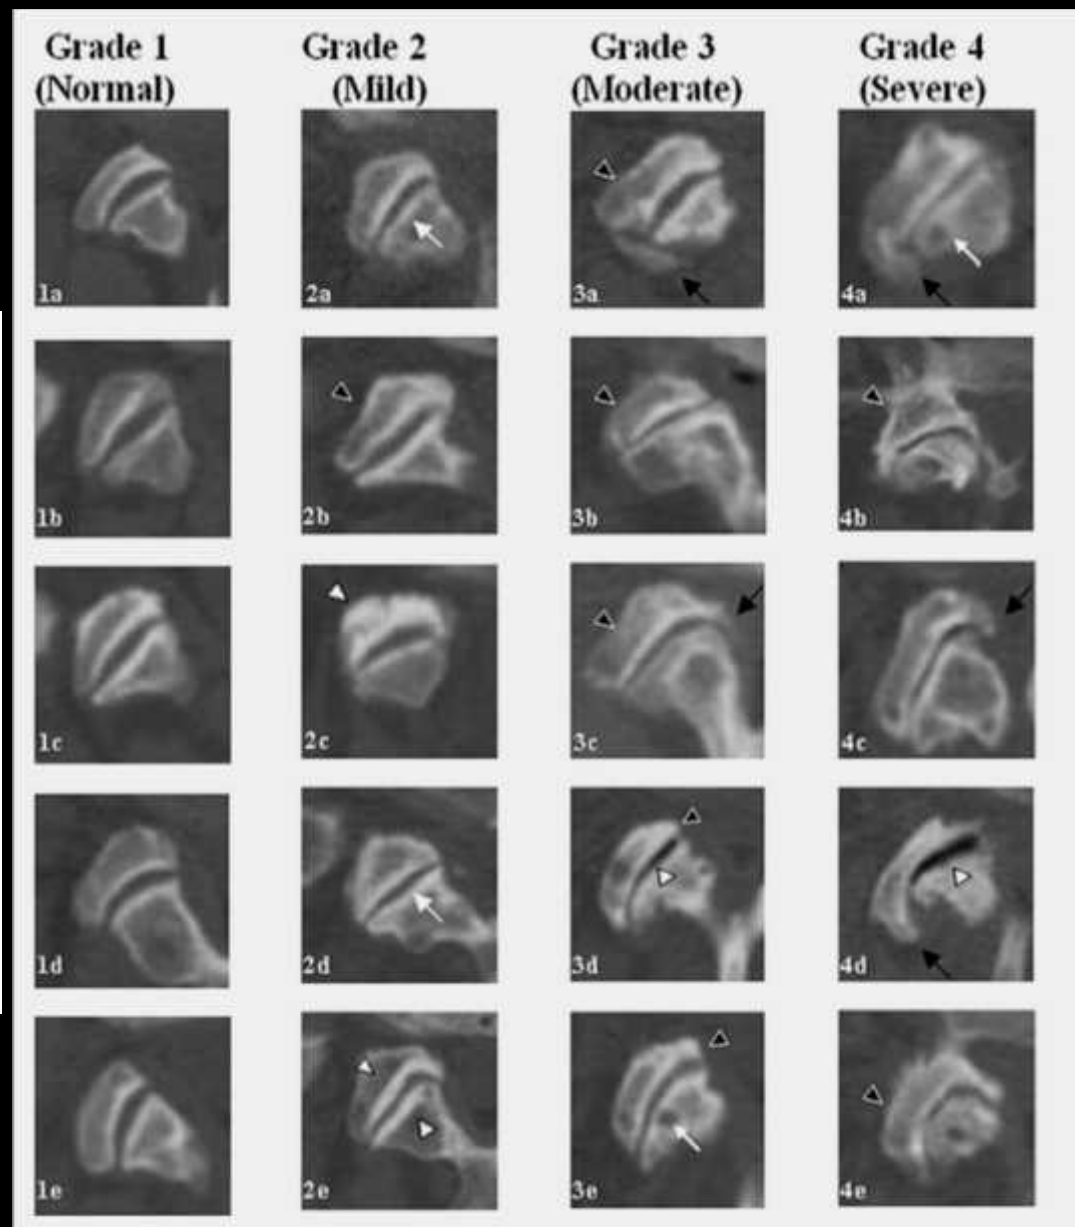 Grade 1
(Normal)
Grade 2
(Mild)
Grade 3
(Moderate)
Grade 4
(Severe)
1a
2a
3a
4a
1b
2b
3b
4b
1c
2c
3c
4c
1d
2d
3d
4d
1e
2e
3e
4e